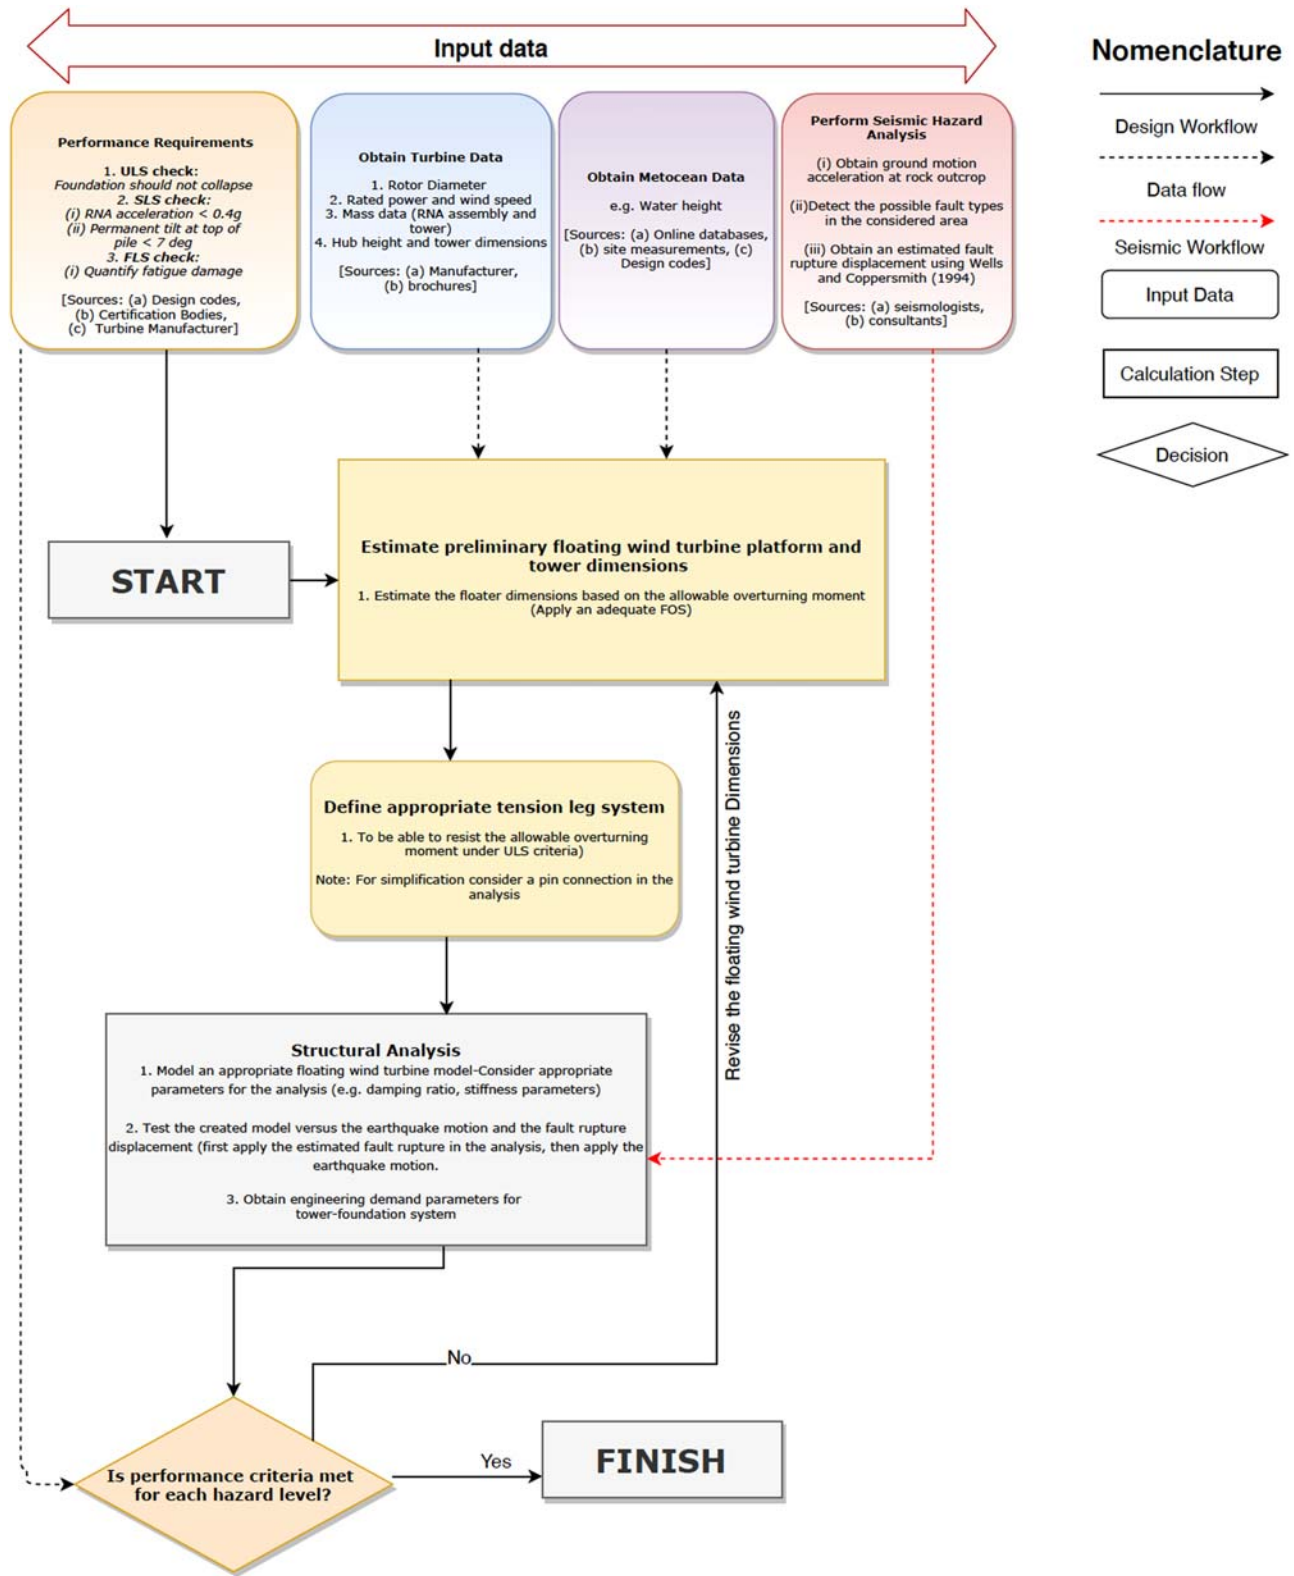 Input data
Nomenclature
Design Workflow
Data flow
Seismic Workflow
Input Data
Calculation Step
Decision
Performance Requirements
1. ULS check:
Foundation should not collapse
2. SLS check:
(i) RNA acceleration < 0.4g
(ii) Permanent tilt at top of
pile < 7 deg
3. FLS check:
(i) Quantify fatigue damage
[Sources: (a) Design codes,
(b) Certification Bodies,
(c) Turbine Manufacturer]
Obtain Turbine Data
1. Rotor Diameter
2. Rated power and wind speed
3. Mass data (RNA assembly and
tower)
4. Hub height and tower dimensions
[Sources: (a) Manufacturer,
(b) brochures]
Obtain Metocean Data
e.g. Water height
[Sources: (a) Online databases,
(b) site measurements, (c)
Design codes]
Perform Seismic Hazard
Analysis
(i) Obtain ground motion
acceleration at rock outcrop
(ii)Detect the possible fault types
in the considered area
(iii) Obtain an estimated fault
rupture displacement using Wells
and Coppersmith (1994)
[Sources: (a) seismologists,
(b) consultants]
START
Estimate preliminary floating wind turbine platform and
tower dimensions
1. Estimate the floater dimensions based on the allowable overturning moment
(Apply an adequate FOS)
Define appropriate tension leg system
1. To be able to resist the allowable overturning
moment under ULS criteria)
Note: For simplification consider a pin connection in the
analysis
Revise the floating wind turbine Dimensions
Structural Analysis
1. Model an appropriate floating wind turbine model-Consider appropriate
parameters for the analysis (e.g. damping ratio, stiffness parameters)
2. Test the created model versus the earthquake motion and the fault rupture
displacement (first apply the estimated fault rupture in the analysis, then apply the
earthquake motion.
3. Obtain engineering demand parameters for
tower-foundation system
No
Is performance criteria met
for each hazard level?
Yes
FINISH